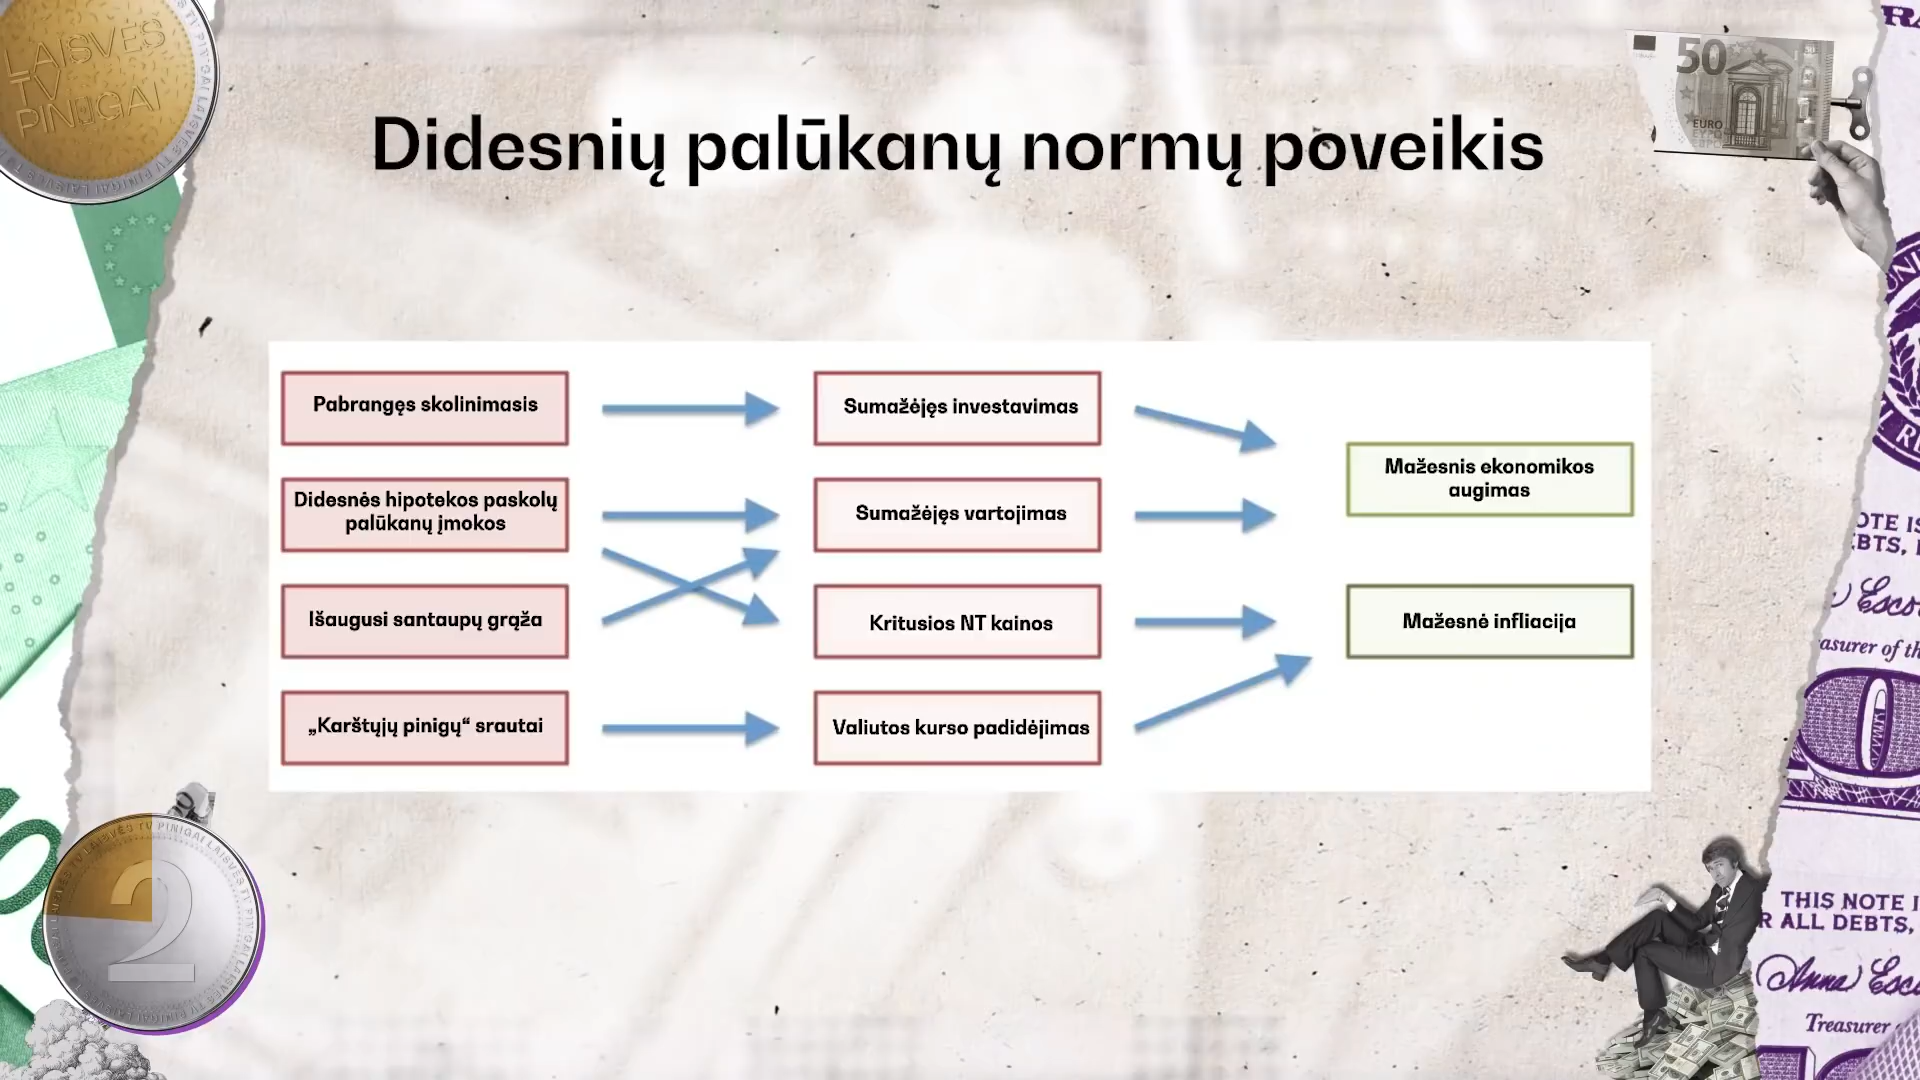 LAISVĖS
TV
PINIGAI
50
EURO
Didesnių palūkanų normų poveikis
Pabrangęs skolinimasis
Sumažėjęs investavimas
Mažesnis ekonomikos
augimas
Didesnės hipotekos paskolų
palūkanų įmokos
Sumažėjęs vartojimas
Išaugusi santaupų grąža
Kritusios NT kainos
Mažesnė infliacija
„Karštųjų pinigų“ srautai
Valiutos kurso padidėjimas
2
THIS NOTE I
R ALL DEBTS,
Treasurer